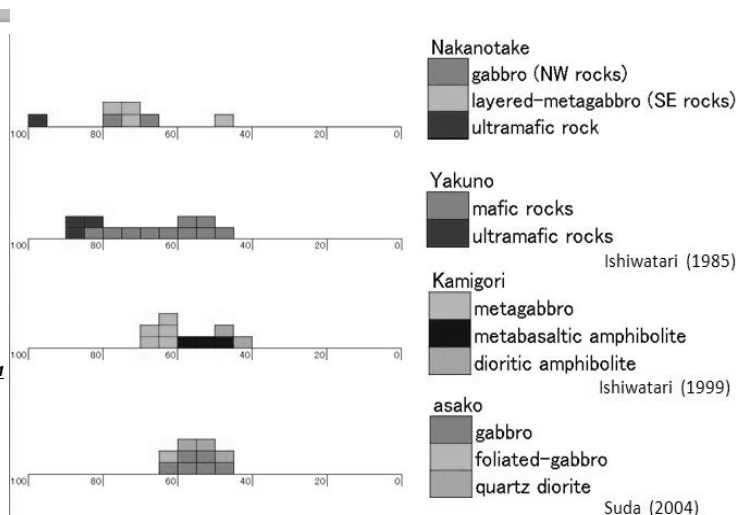 Nakanotake
gabbro (NW rocks)
layered-metagabbro (SE rocks)
ultramafic rock
100 80 60 40 20 0
Yakuno
mafic rocks
ultramafic rocks
Ishiwatari (1985)
100 80 60 40 20 0
Kamigori
metagabbro
metabasaltic amphibolite
dioritic amphibolite
Ishiwatari (1999)
100 80 60 40 20 0
asako
gabbro
foliated-gabbro
quartz diorite
Suda (2004)
100 80 60 40 20 0